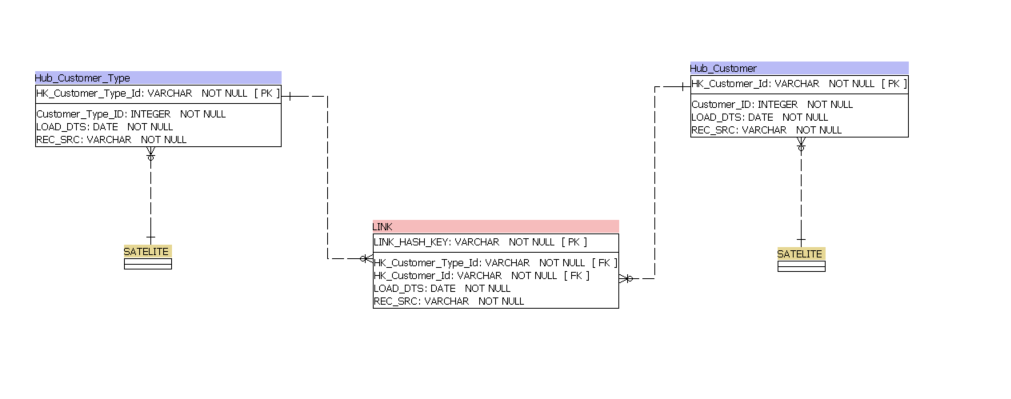 Hub_Customer_Type
HK_Customer_Type_Id: VARCHAR NOT NULL [ PK ]
Customer_Type_ID: INTEGER NOT NULL
LOAD_DTS: DATE NOT NULL
REC_SRC: VARCHAR NOT NULL
Hub_Customer
HK_Customer_Id: VARCHAR NOT NULL [ PK ]
Customer_ID: INTEGER NOT NULL
LOAD_DTS: DATE NOT NULL
REC_SRC: VARCHAR NOT NULL
LINK
LINK_HASH_KEY: VARCHAR NOT NULL [ PK ]
HK_Customer_Type_Id: VARCHAR NOT NULL [ FK ]
HK_Customer_Id: VARCHAR NOT NULL [ FK ]
LOAD_DTS: DATE NOT NULL
REC_SRC: VARCHAR NOT NULL
SATELITE
SATELITE